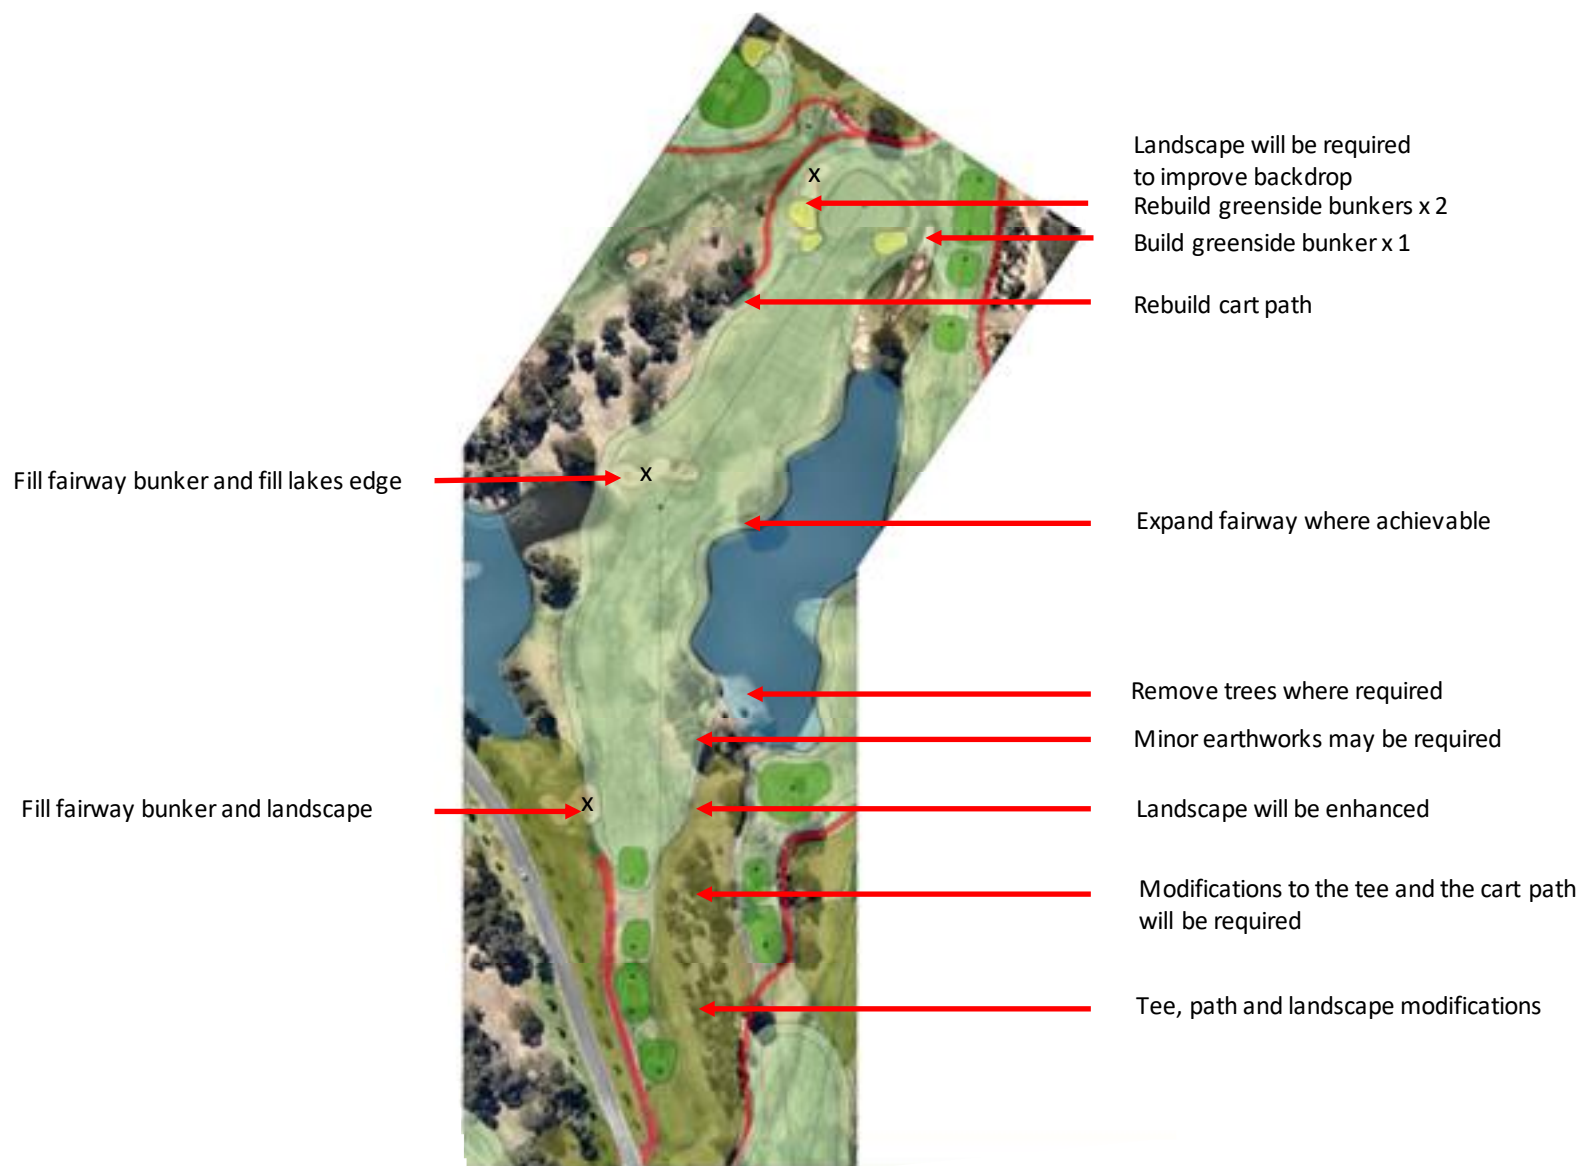 Landscape will be required
to improve backdrop
x
Rebuild greenside bunkers x 2
Build greenside bunker x 1
Rebuild cart path
Fill fairway bunker and fill lakes edge
x
Expand fairway where achievable
Remove trees where required
Minor earthworks may be required
Fill fairway bunker and landscape
x
Landscape will be enhanced
Modifications to the tee and the cart path
will be required
Tee, path and landscape modifications